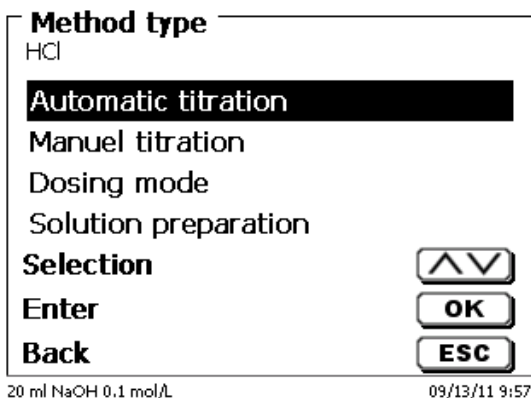 Method type
HCl
Automatic titration
Manuel titration
Dosing mode
Solution preparation
Selection
Enter OK
Back ESC
20 ml NaOH 0.1 mol/L 09/13/11 9:57